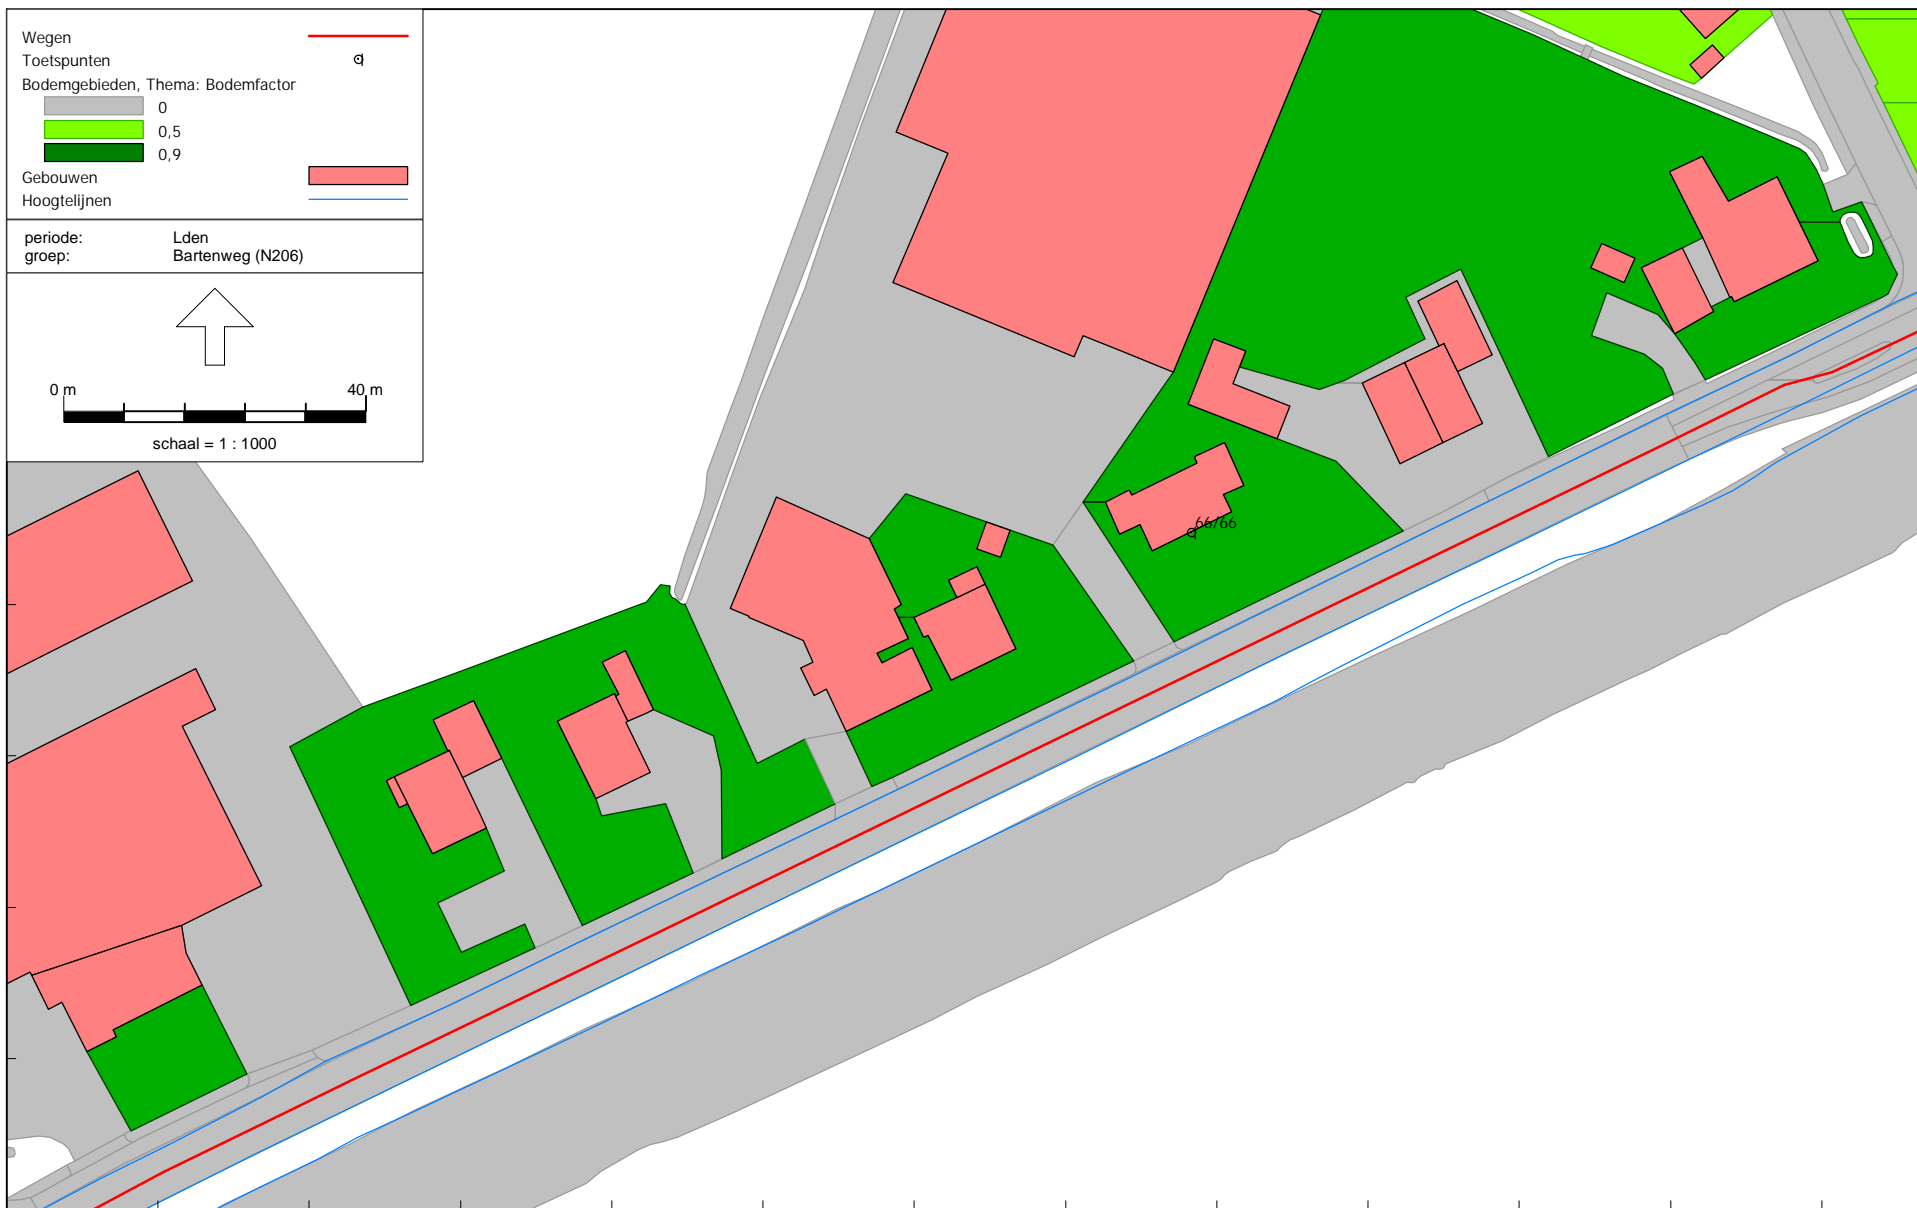 Wegen
Toetspunten
Bodemgebieden, Thema: Bodemfactor
0
0,5
0,9
Gebouwen
Hoogtelijnen
periode: Lden
groep: Bartenweg (N206)
0 m 40 m
schaal = 1 : 1000
66/66